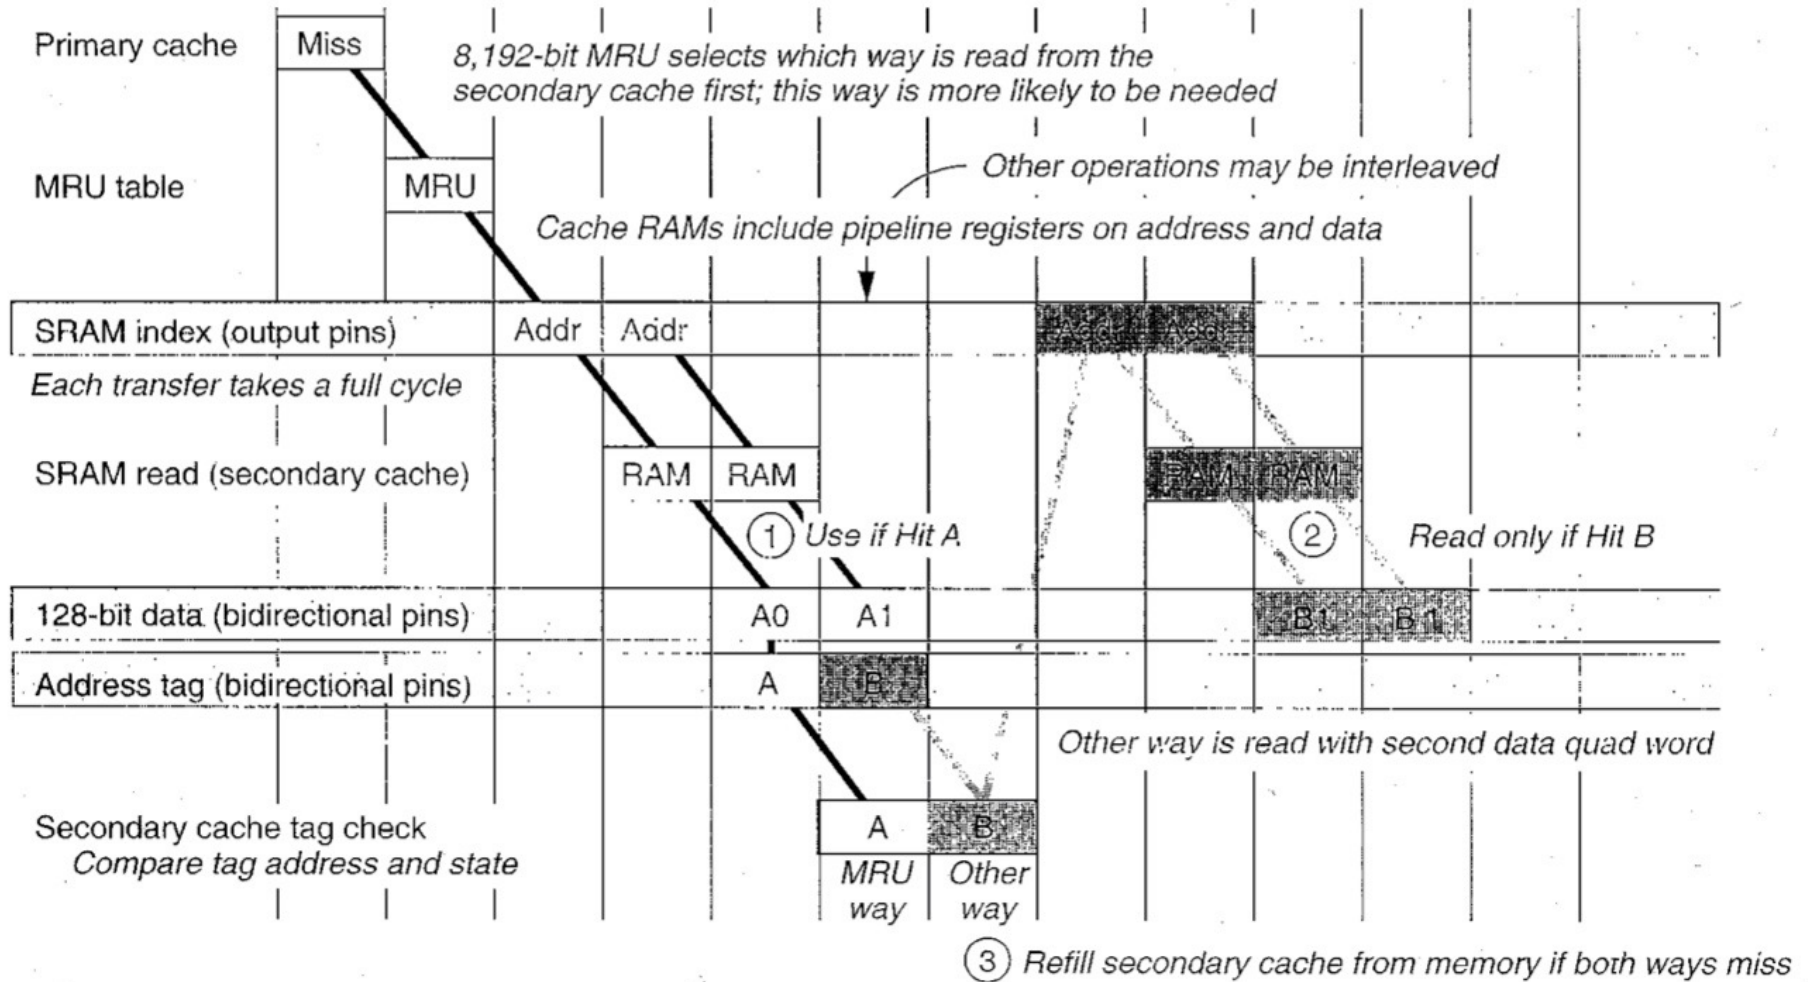 Primary cache
Miss
8,192-bit MRU selects which way is read from the
secondary cache first; this way is more likely to be needed
Other operations may be interleaved
MRU table
MRU
Cache RAMs include pipeline registers on address and data
SRAM index (output pins)
Addr
Addr
Addr
Addr
Each transfer takes a full cycle
SRAM read (secondary cache)
RAM
RAM
RAM
RAM
1 Use if Hit A
2
Read only if Hit B
128-bit data (bidirectional pins)
A0
A1
B1
B1
Address tag (bidirectional pins)
A
B
Other way is read with second data quad word
Secondary cache tag check
A
B
Compare tag address and state
MRU
way
Other
way
3 Refill secondary cache from memory if both ways miss